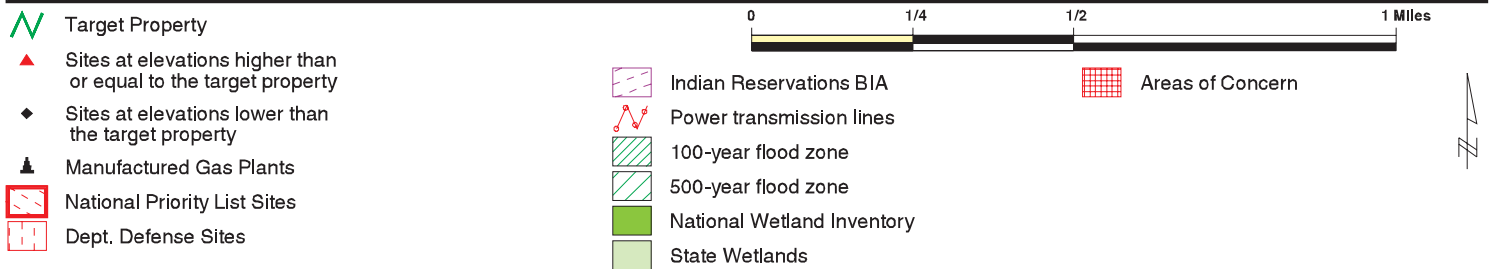 0 1/4 1/2 1 Miles
Target Property
Sites at elevations higher than
or equal to the target property
Sites at elevations lower than
the target property
Manufactured Gas Plants
National Priority List Sites
Dept. Defense Sites
Indian Reservations BIA
Power transmission lines
100-year flood zone
500-year flood zone
National Wetland Inventory
State Wetlands
Areas of Concern
N